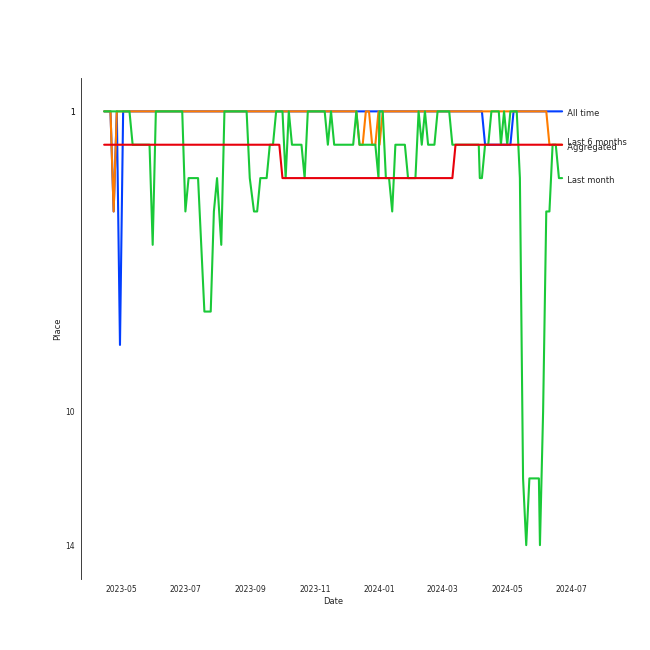 1
All time
Last 6 months
Aggregated
Last month
Place
10
14
2023-05 2023-07 2023-09 2023-11 2024-01 2024-03 2024-05 2024-07
Date